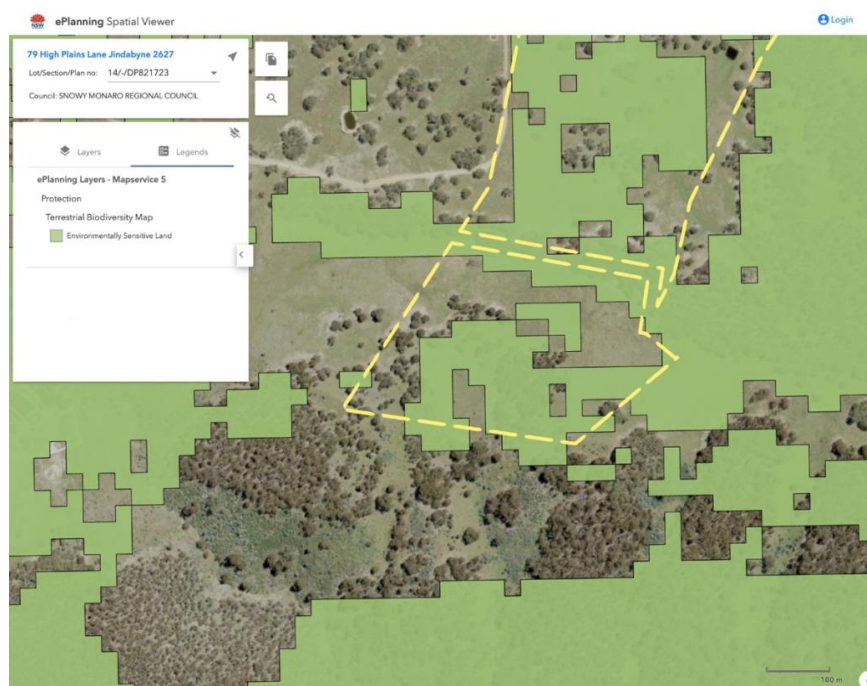 NSW
ePlanning Spatial Viewer
Login
79 High Plains Lane Jindabyne 2627
Lot/Section/Plan no: 14/-/DP821723
Council: SNOWY MONARO REGIONAL COUNCIL
Layers
Legends
ePlanning Layers - Mapservice 5
Protection
Terrestrial Biodiversity Map
Environmentally Sensitive Land
100 m